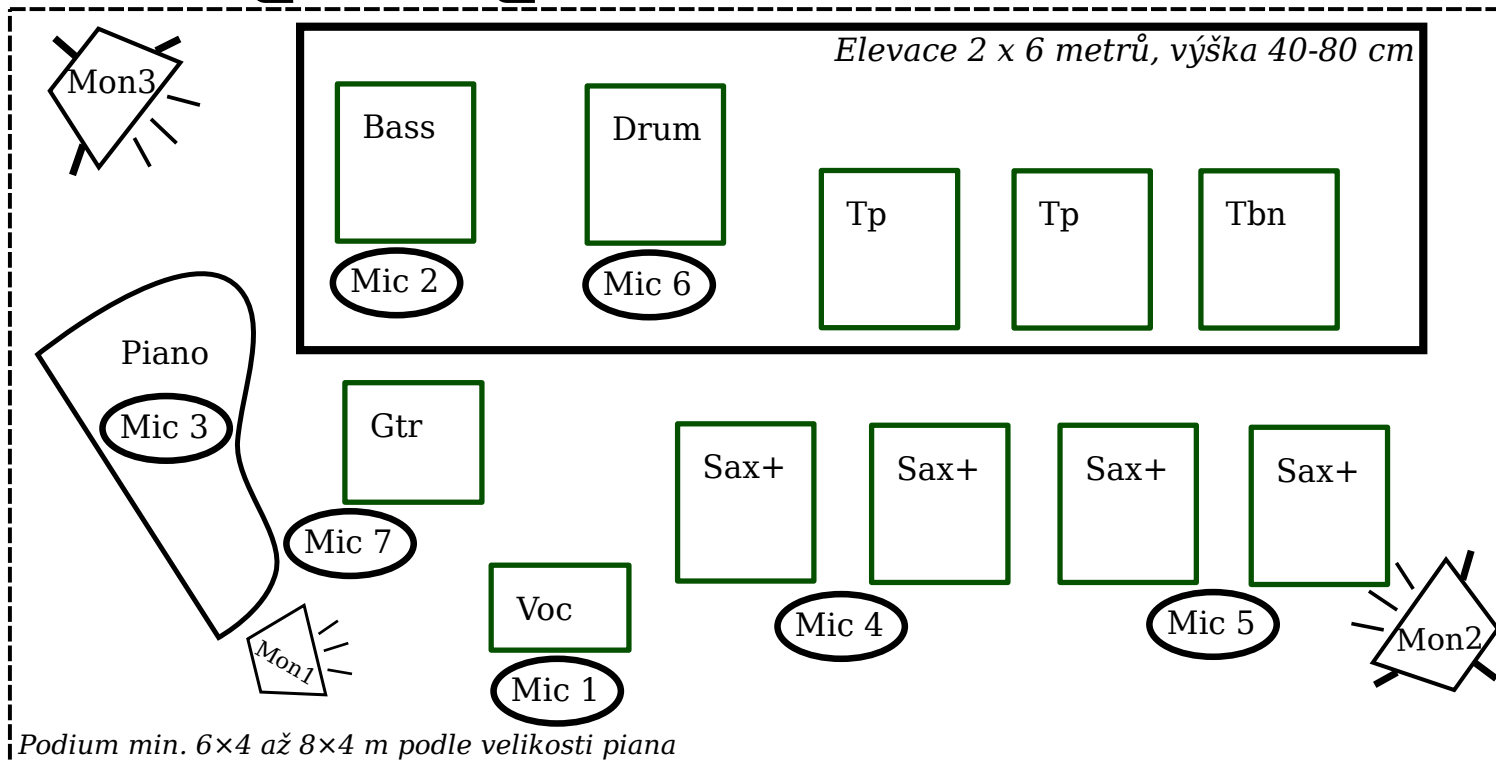 Elevace 2 x 6 metrů, výška 40-80 cm
Mon3
Bass
Drum
Tp
Tp
Tbn
Mic 2
Mic 6
Piano
Mic 3
Gtr
Sax+
Sax+
Sax+
Sax+
Mic 7
Voc
Mic 4
Mic 5
Mon2
Mon1
Mic 1
Podium min. 6×4 až 8×4 m podle velikosti piana